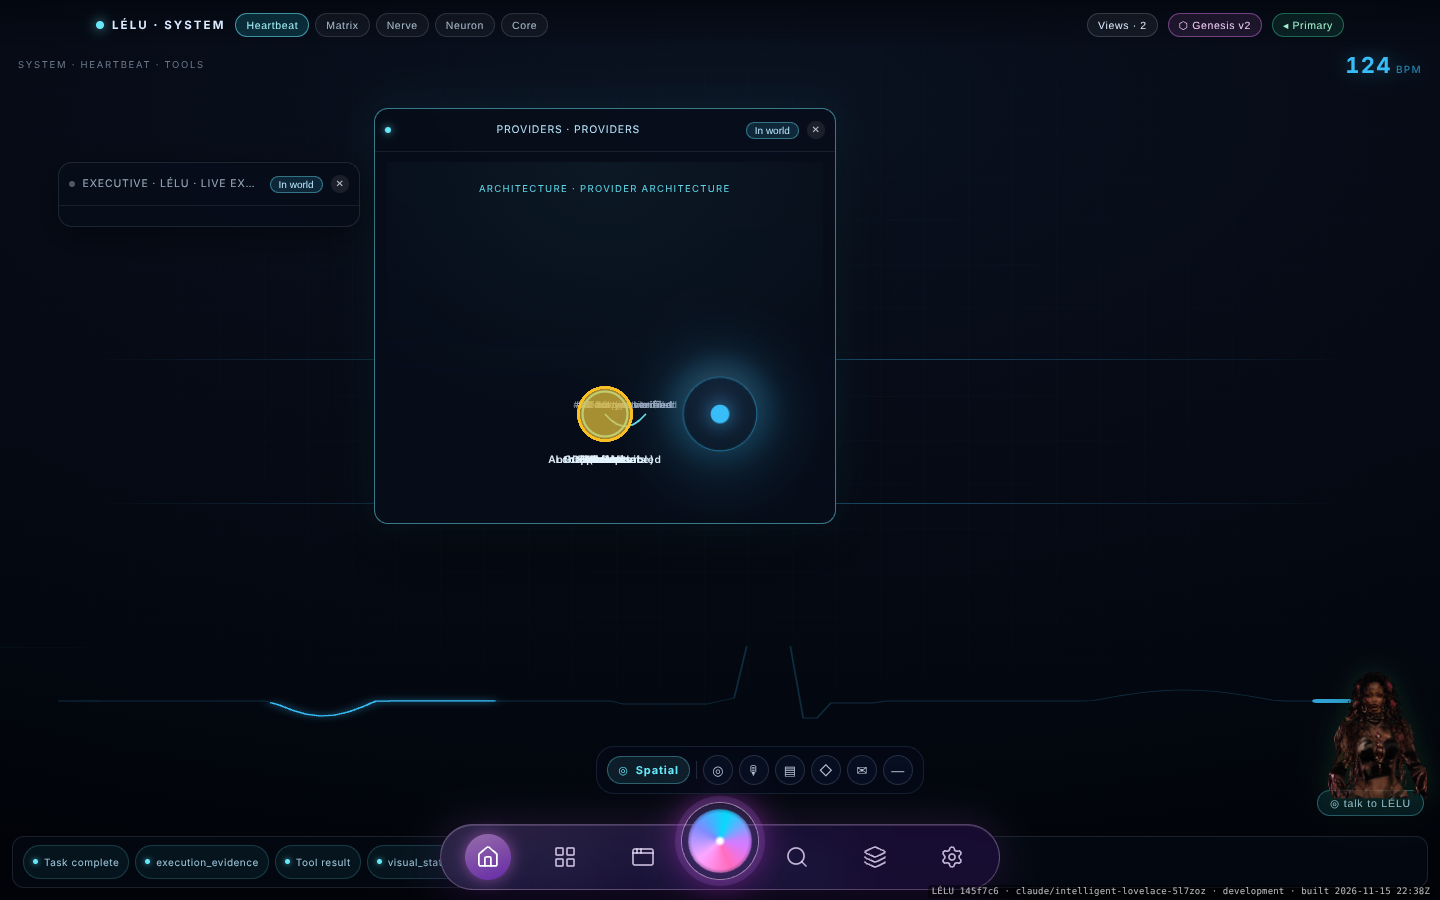 LÉLU · SYSTEM
Heartbeat
Matrix
Nerve
Neuron
Core
Views · 2
Genesis v2
Primary
SYSTEM · HEARTBEAT · TOOLS
124 BPM
PROVIDERS · PROVIDERS
In world
EXECUTIVE · LÉLU · LIVE EX...
In world
ARCHITECTURE · PROVIDER ARCHITECTURE
Spatial
talk to LÉLU
Task complete
execution_evidence
Tool result
LÉLU 145f7c6 · claude/intelligent-lovelace-5l7zoz · development · built 2026-11-15 22:38Z